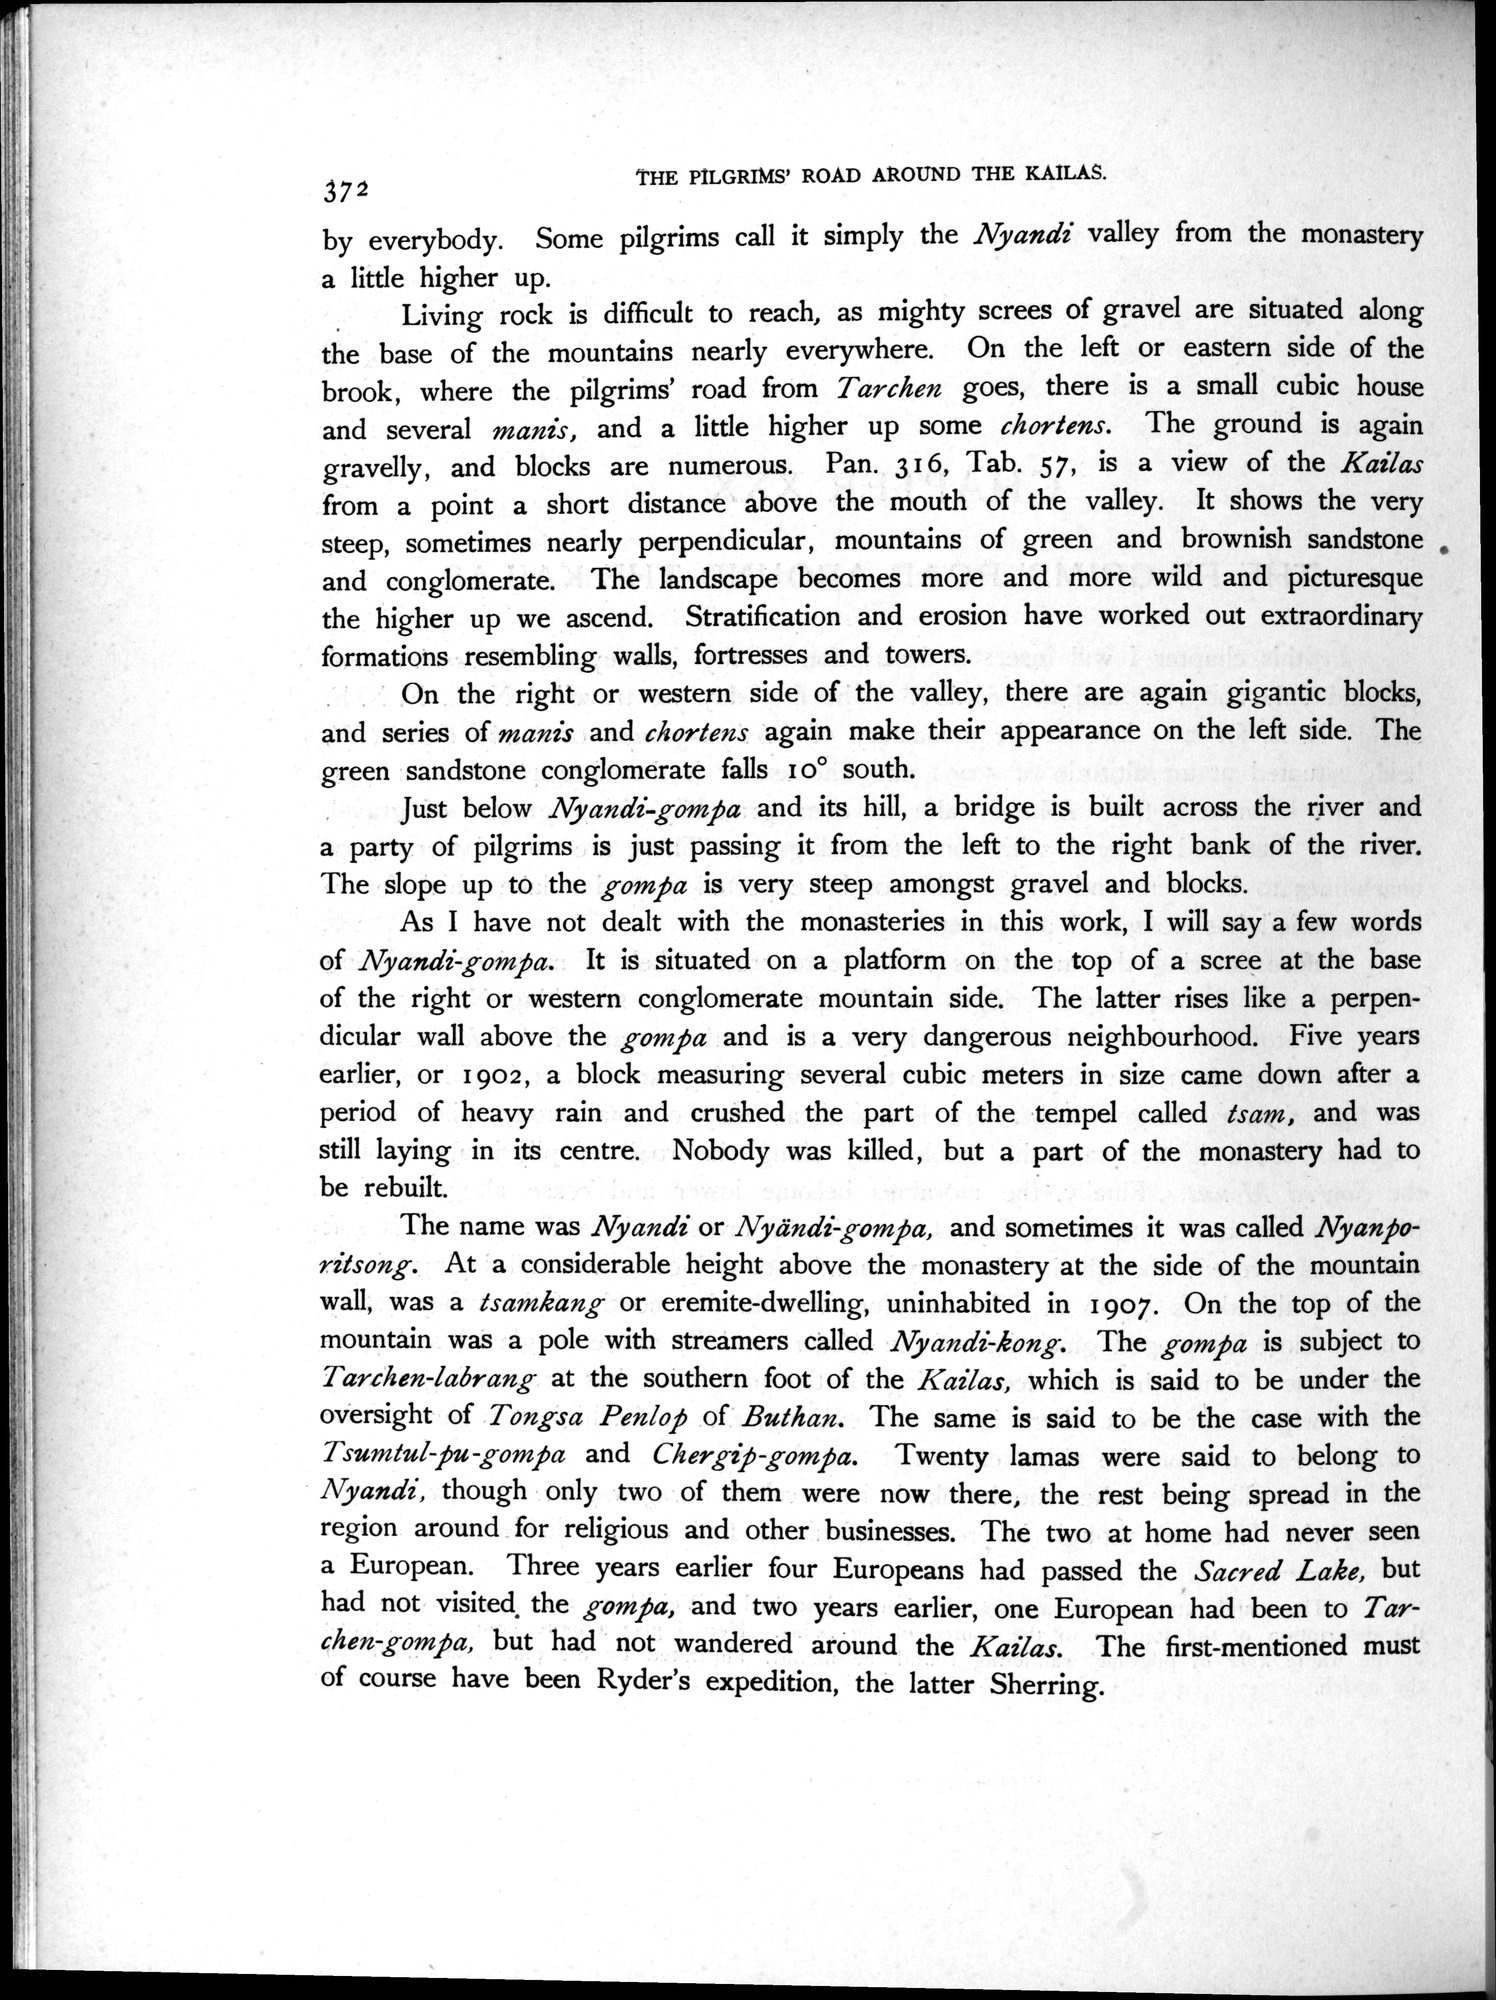 372
THE PILGRIMS' ROAD AROUND THE KAILAS.
by everybody. Some pilgrims call it simply the Nyandi valley from the monastery
a little higher up.
Living rock is difficult to reach, as mighty screes of gravel are situated along
the base of the mountains nearly everywhere. On the left or eastern side of the
brook, where the pilgrims' road from Tarchen goes, there is a small cubic house
and several manis, and a little higher up some chortens. The ground is again
gravelly, and blocks are numerous. Pan. 316, Tab. 57, is a view of the Kailas
from a point a short distance above the mouth of the valley. It shows the very
steep, sometimes nearly perpendicular, mountains of green and brownish sandstone
and conglomerate. The landscape becomes more and more wild and picturesque
the higher up we ascend. Stratification and erosion have worked out extraordinary
formations resembling walls, fortresses and towers.
On the right or western side of the valley, there are again gigantic blocks,
and series of manis and chortens again make their appearance on the left side. The
green sandstone conglomerate falls 10° south.
Just below Nyandi-gompa and its hill, a bridge is built across the river and
a party of pilgrims is just passing it from the left to the right bank of the river.
The slope up to the gompa is very steep amongst gravel and blocks.
As I have not dealt with the monasteries in this work, I will say a few words
of Nyandi-gompa. It is situated on a platform on the top of a scree at the base
of the right or western conglomerate mountain side. The latter rises like a perpen-
dicular wall above the gompa and is a very dangerous neighbourhood. Five years
earlier, or 1902, a block measuring several cubic meters in size came down after a
period of heavy rain and crushed the part of the tempel called tsam, and was
still laying in its centre. Nobody was killed, but a part of the monastery had to
be rebuilt.
The name was Nyandi or Nyändi-gompa, and sometimes it was called Nyanpo-
ritsong. At a considerable height above the monastery at the side of the mountain
wall, was a tsamkang or eremite-dwelling, uninhabited in 1907. On the top of the
mountain was a pole with streamers called Nyandi-kong. The gompa is subject to
Tarchen-labrang at the southern foot of the Kailas, which is said to be under the
oversight of Tongsa Penlop of Buthan. The same is said to be the case with the
Tsumtul-pu-gompa and Chergip-gompa. Twenty lamas were said to belong to
Nyandi, though only two of them were now there, the rest being spread in the
region around for religious and other businesses. The two at home had never seen
a European. Three years earlier four Europeans had passed the Sacred Lake, but
had not visited the gompa, and two years earlier, one European had been to Tar-
chen-gompa, but had not wandered around the Kailas. The first-mentioned must
of course have been Ryder's expedition, the latter Sherring.